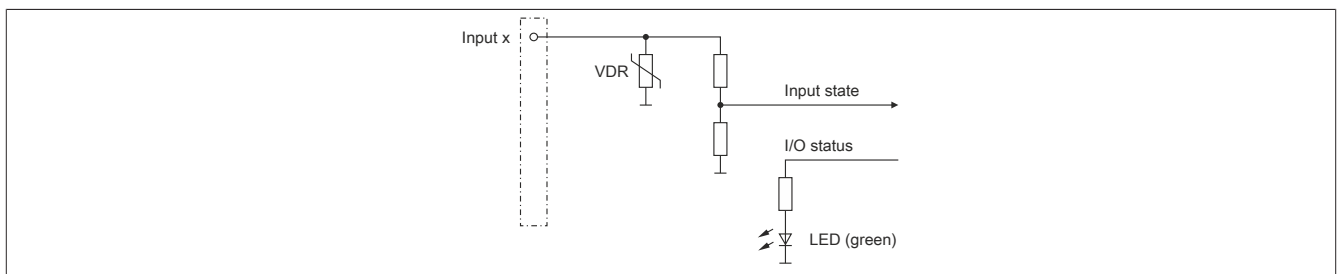 Input x
VDR
Input state
I/O status
LED (green)